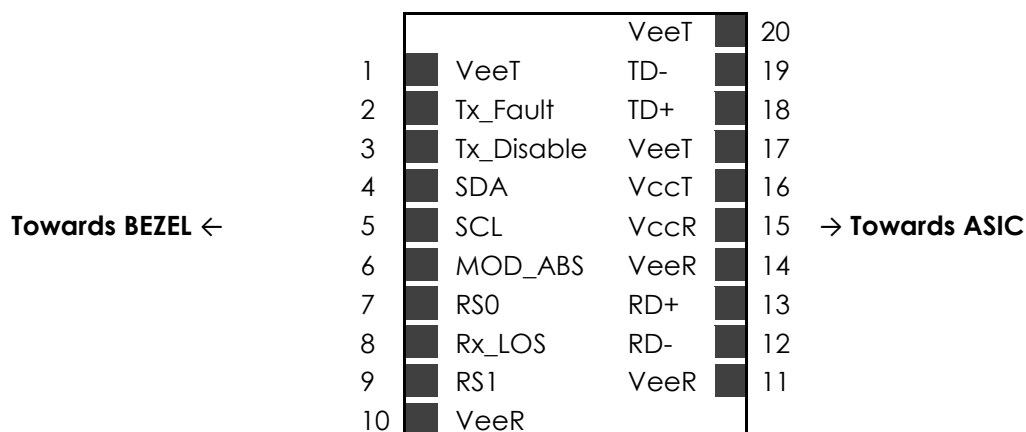 VeeT 20
1 VeeT TD- 19
2 Tx_Fault TD+ 18
3 Tx_Disable VeeT 17
4 SDA VccT 16
Towards BEZEL ← 5 SCL VccR 15 → Towards ASIC
6 MOD_ABS VeeR 14
7 RS0 RD+ 13
8 Rx_LOS RD- 12
9 RS1 VeeR 11
10 VeeR